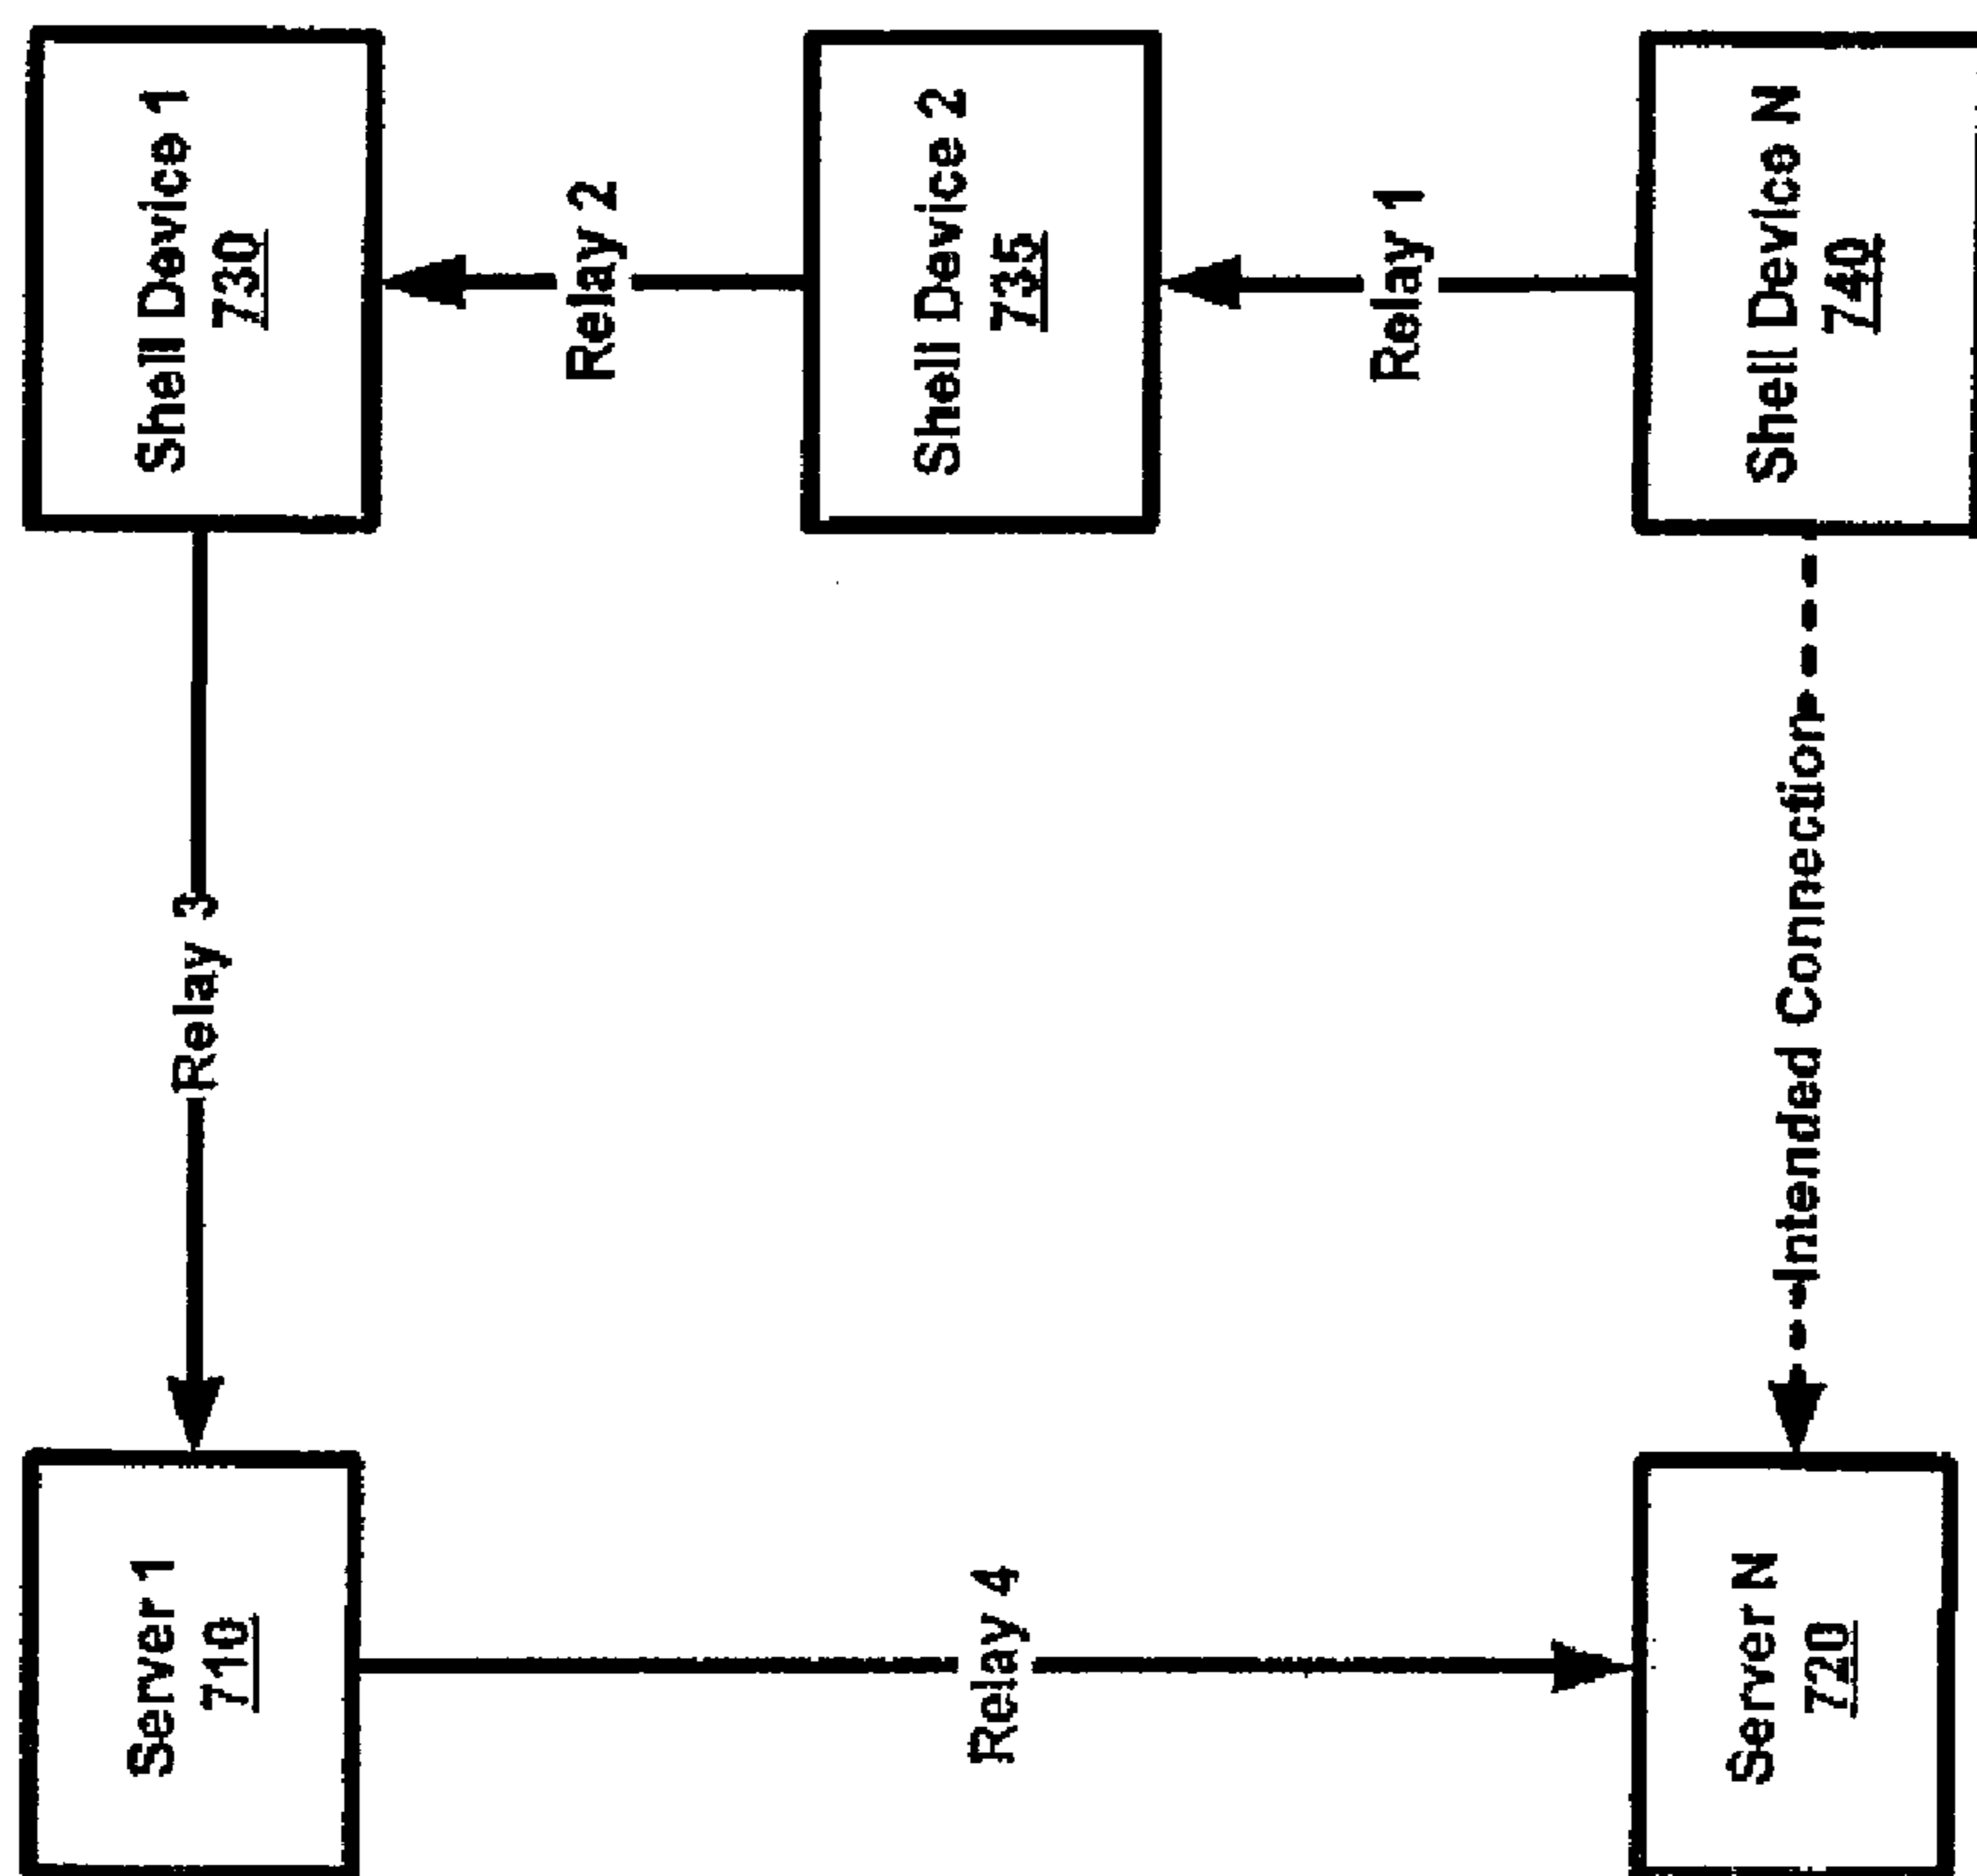 Shell Device 1
730
Relay 2
Shell Device 2
735
Relay 1
Shell Device N
740
Relay 3
Intended Connection
Server 1
710
Relay 4
Server N
720